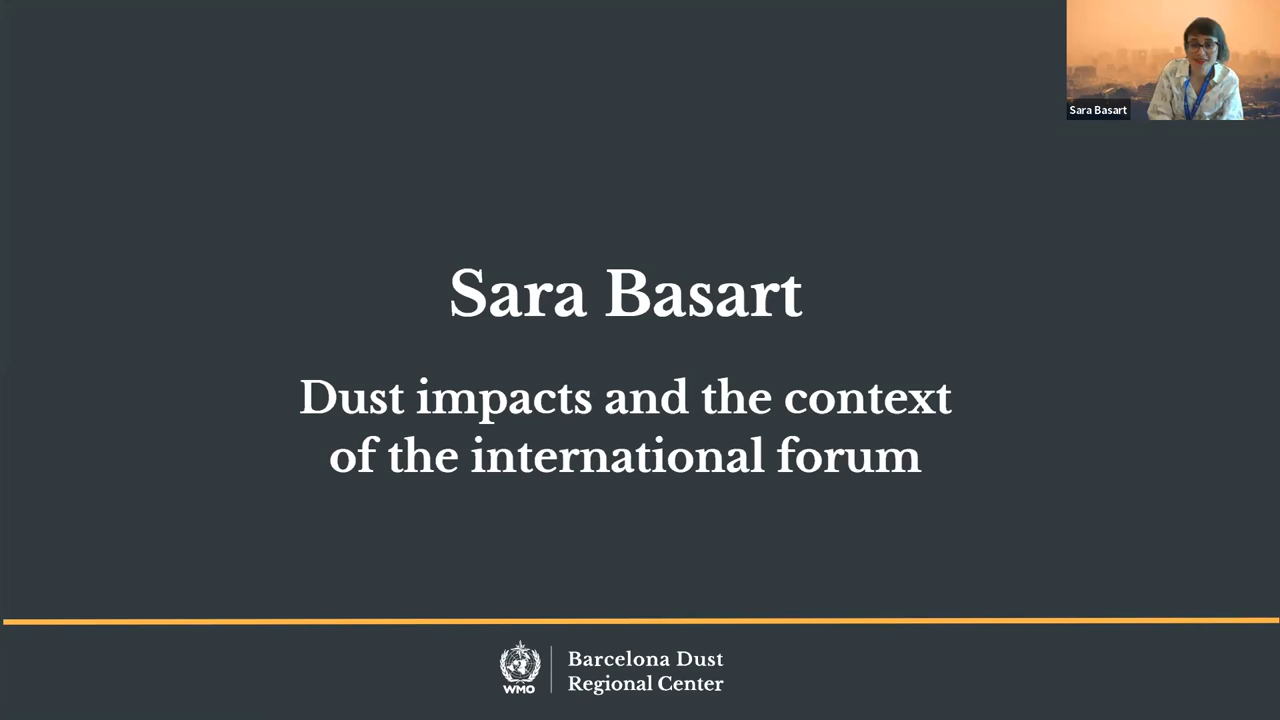 Sara Basart
Sara Basart
Dust impacts and the context
of the international forum
WMO
Barcelona Dust
Regional Center